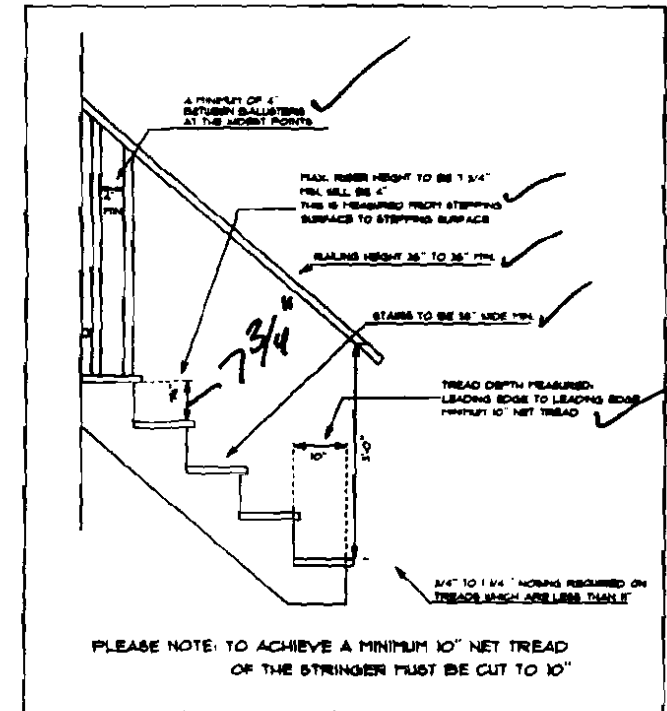 A MINIMUM OF 4"
BETWEEN BALLUSTERS
AT THE WIDEST POINTS
4"
MIN
MAX. RISER HEIGHT TO BE 7 3/4"
MIN. WILL BE 4"
THIS IS MEASURED FROM STEPPING
SURFACE TO STEPPING SURFACE
RAILING HEIGHT 36" TO 38" MIN.
7 3/4"
STAIRS TO BE 36" WIDE MIN.
TREAD DEPTH MEASURED:
LEADING EDGE TO LEADING EDGE
MINIMUM 10" NET TREAD
10"
3'-0"
3/4" TO 1 1/4" NOSING REQUIRED ON
TREADS WHICH ARE LESS THAN 11"
PLEASE NOTE: TO ACHIEVE A MINIMUM 10" NET TREAD
OF THE STRINGER MUST BE CUT TO 10"